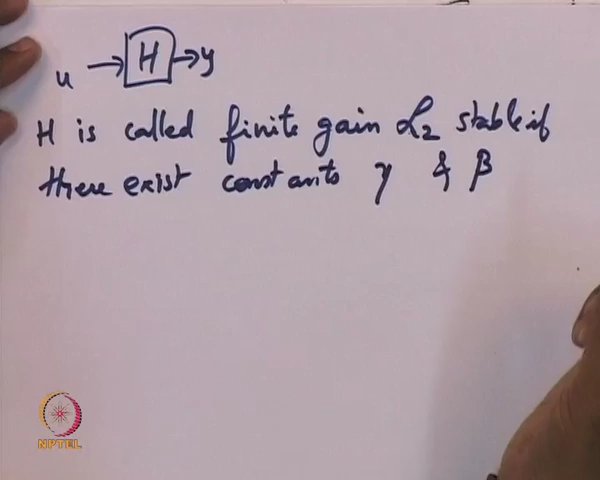 u → H → y
H is called finite gain ℒ₂ stable if
there exist constants γ & β
NPTEL